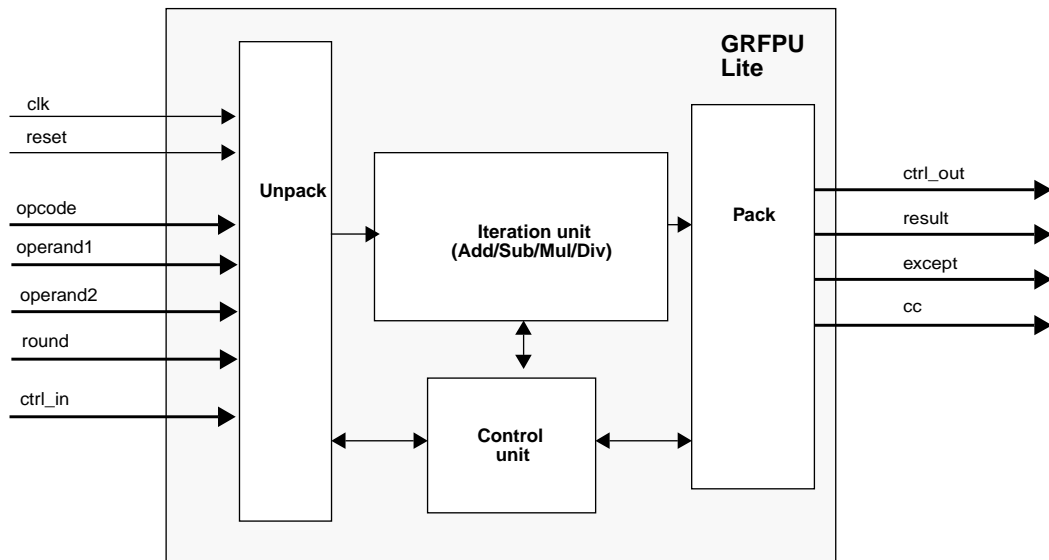 GRFPU
Lite
clk
reset
opcode
operand1
operand2
round
ctrl_in
Unpack
Iteration unit
(Add/Sub/Mul/Div)
Control
unit
Pack
ctrl_out
result
except
cc